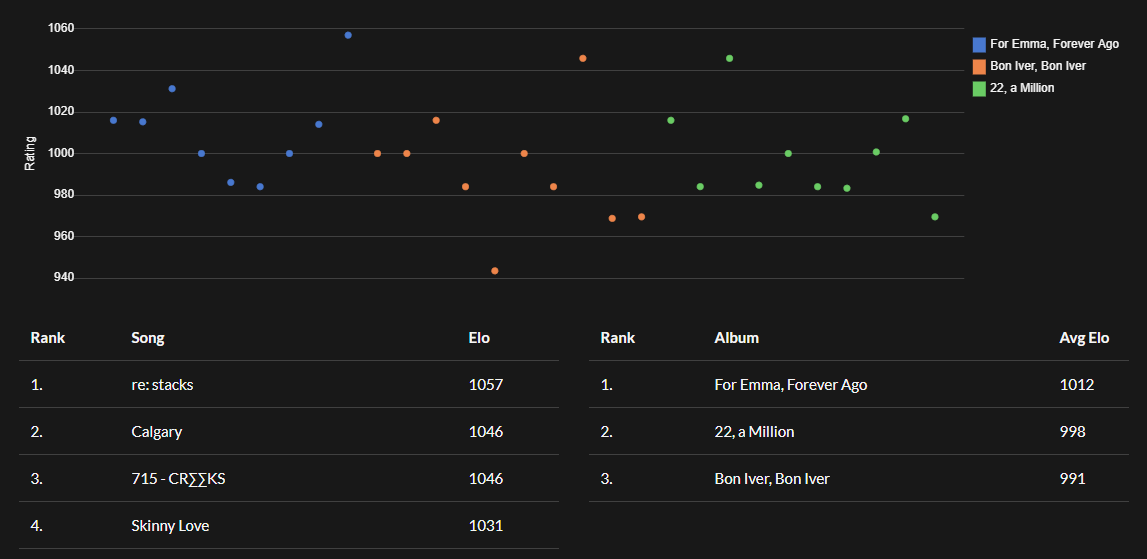 1060
1040
1020
1000
980
960
940
Rating
For Emma, Forever Ago
Bon Iver, Bon Iver
22, a Million
Rank Song Elo
1. re: stacks 1057
2. Calgary 1046
3. 715 - CR∑∑KS 1046
4. Skinny Love 1031
Rank Album Avg Elo
1. For Emma, Forever Ago 1012
2. 22, a Million 998
3. Bon Iver, Bon Iver 991